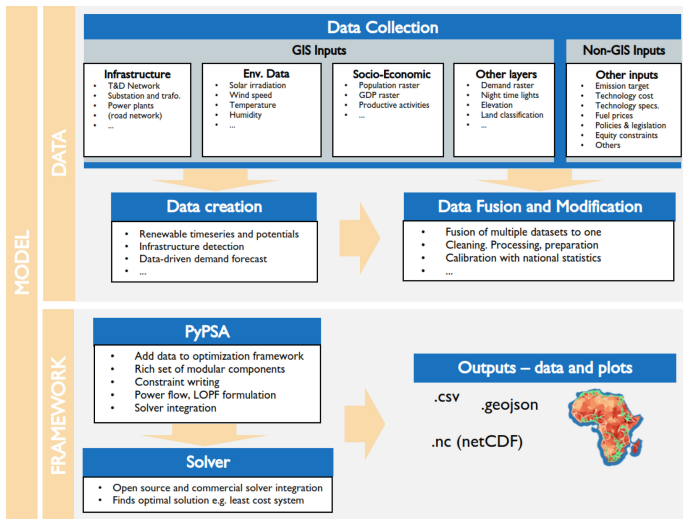 MODEL
DATA
Data Collection
GIS Inputs
Non-GIS Inputs
Infrastructure
• T&D Network
• Substation and trafo.
• Power plants
• (road network)
• ...
Env. Data
• Solar irradiation
• Wind speed
• Temperature
• Humidity
• ...
Socio-Economic
• Population raster
• GDP raster
• Productive activities
• ...
Other layers
• Demand raster
• Night time lights
• Elevation
• Land classification
• ...
Other inputs
• Emission target
• Technology cost
• Technology specs.
• Fuel prices
• Policies & legislation
• Equity constraints
• Others
Data creation
• Renewable timeseries and potentials
• Infrastructure detection
• Data-driven demand forecast
• ...
Data Fusion and Modification
• Fusion of multiple datasets to one
• Cleaning. Processing, preparation
• Calibration with national statistics
• ...
FRAMEWORK
PyPSA
• Add data to optimization framework
• Rich set of modular components
• Constraint writing
• Power flow, LOPF formulation
• Solver integration
Solver
• Open source and commercial solver integration
• Finds optimal solution e.g. least cost system
Outputs – data and plots
.csv
.geojson
.nc (netCDF)